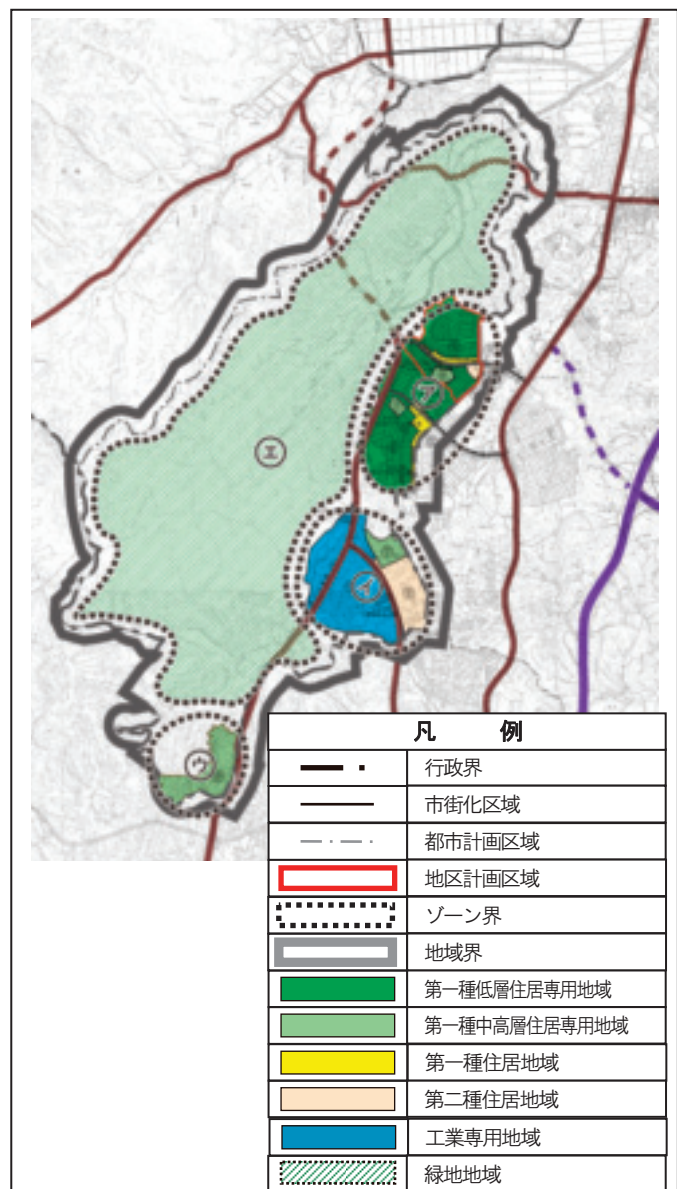 ア
エ
イ
ウ
凡 例
行政界
市街化区域
都市計画区域
地区計画区域
ゾーン界
地域界
第一種低層住居専用地域
第一種中高層住居専用地域
第一種住居地域
第二種住居地域
工業専用地域
緑地地域